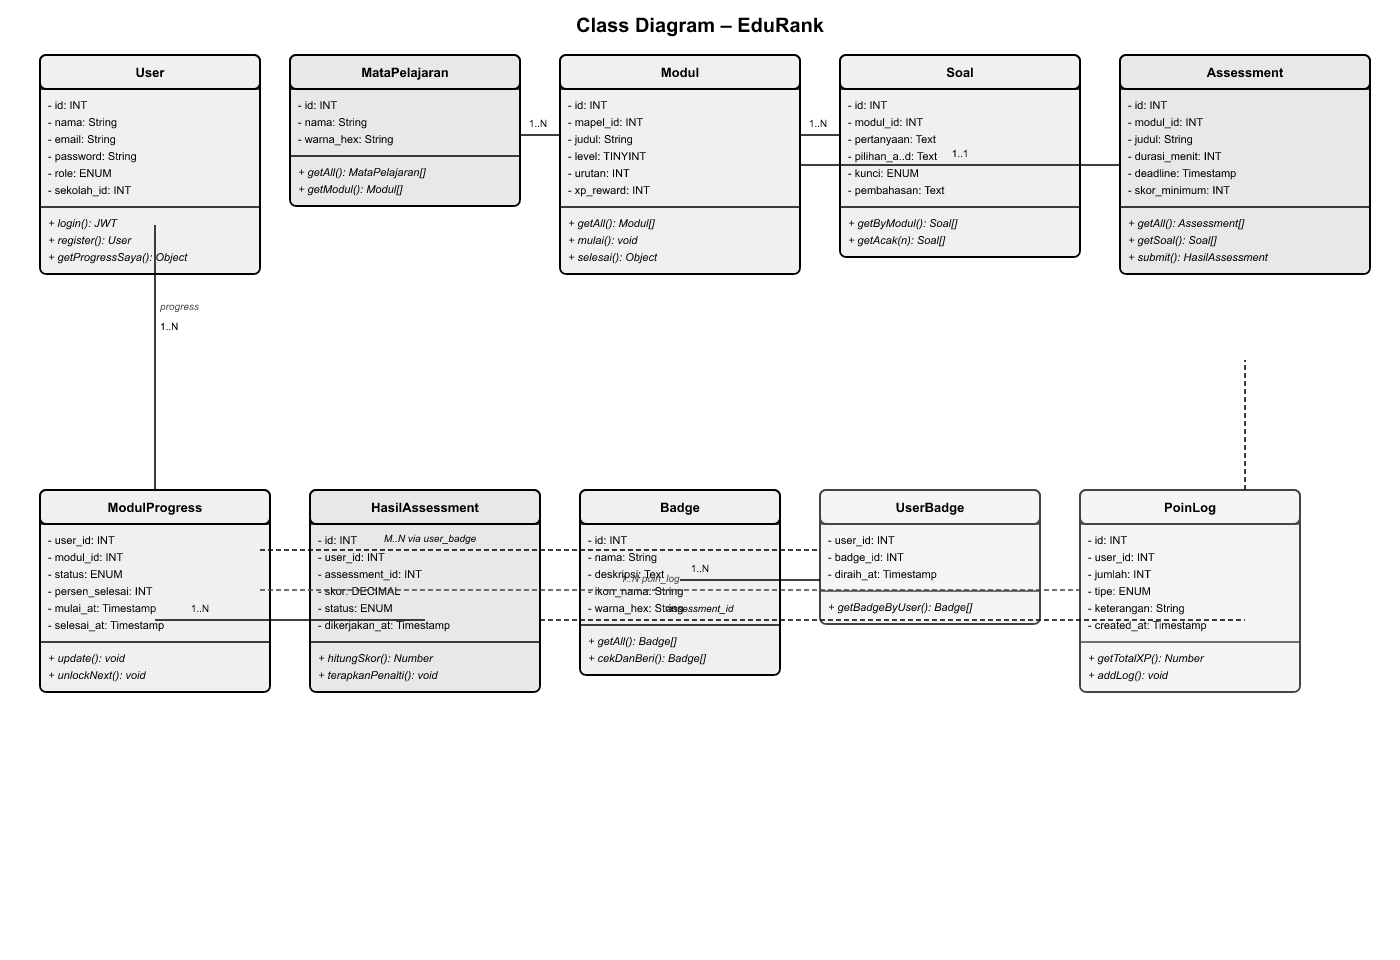 Class Diagram – EduRank
User
- id: INT
- nama: String
- email: String
- password: String
- role: ENUM
- sekolah_id: INT
+ login(): JWT
+ register(): User
+ getProgressSaya(): Object
MataPelajaran
- id: INT
- nama: String
- warna_hex: String
+ getAll(): MataPelajaran[]
+ getModul(): Modul[]
1..N
Modul
- id: INT
- mapel_id: INT
- judul: String
- level: TINYINT
- urutan: INT
- xp_reward: INT
+ getAll(): Modul[]
+ mulai(): void
+ selesai(): Object
1..N
Soal
- id: INT
- modul_id: INT
- pertanyaan: Text
- pilihan_a..d: Text
- kunci: ENUM
- pembahasan: Text
+ getByModul(): Soal[]
+ getAcak(n): Soal[]
1..1
Assessment
- id: INT
- modul_id: INT
- judul: String
- durasi_menit: INT
- deadline: Timestamp
- skor_minimum: INT
+ getAll(): Assessment[]
+ getSoal(): Soal[]
+ submit(): HasilAssessment
progress
1..N
ModulProgress
- user_id: INT
- modul_id: INT
- status: ENUM
- persen_selesai: INT
- mulai_at: Timestamp
- selesai_at: Timestamp
+ update(): void
+ unlockNext(): void
1..N
HasilAssessment
- id: INT
- user_id: INT
- assessment_id: INT
- skor: DECIMAL
- status: ENUM
- dikerjakan_at: Timestamp
+ hitungSkor(): Number
+ terapkanPenalti(): void
M..N via user_badge
Badge
- id: INT
- nama: String
- deskripsi: Text
- ikon_nama: String
- warna_hex: String
+ getAll(): Badge[]
+ cekDanBeri(): Badge[]
1..N poin_log
1..N
assessment_id
UserBadge
- user_id: INT
- badge_id: INT
- diraih_at: Timestamp
+ getBadgeByUser(): Badge[]
PoinLog
- id: INT
- user_id: INT
- jumlah: INT
- tipe: ENUM
- keterangan: String
- created_at: Timestamp
+ getTotalXP(): Number
+ addLog(): void